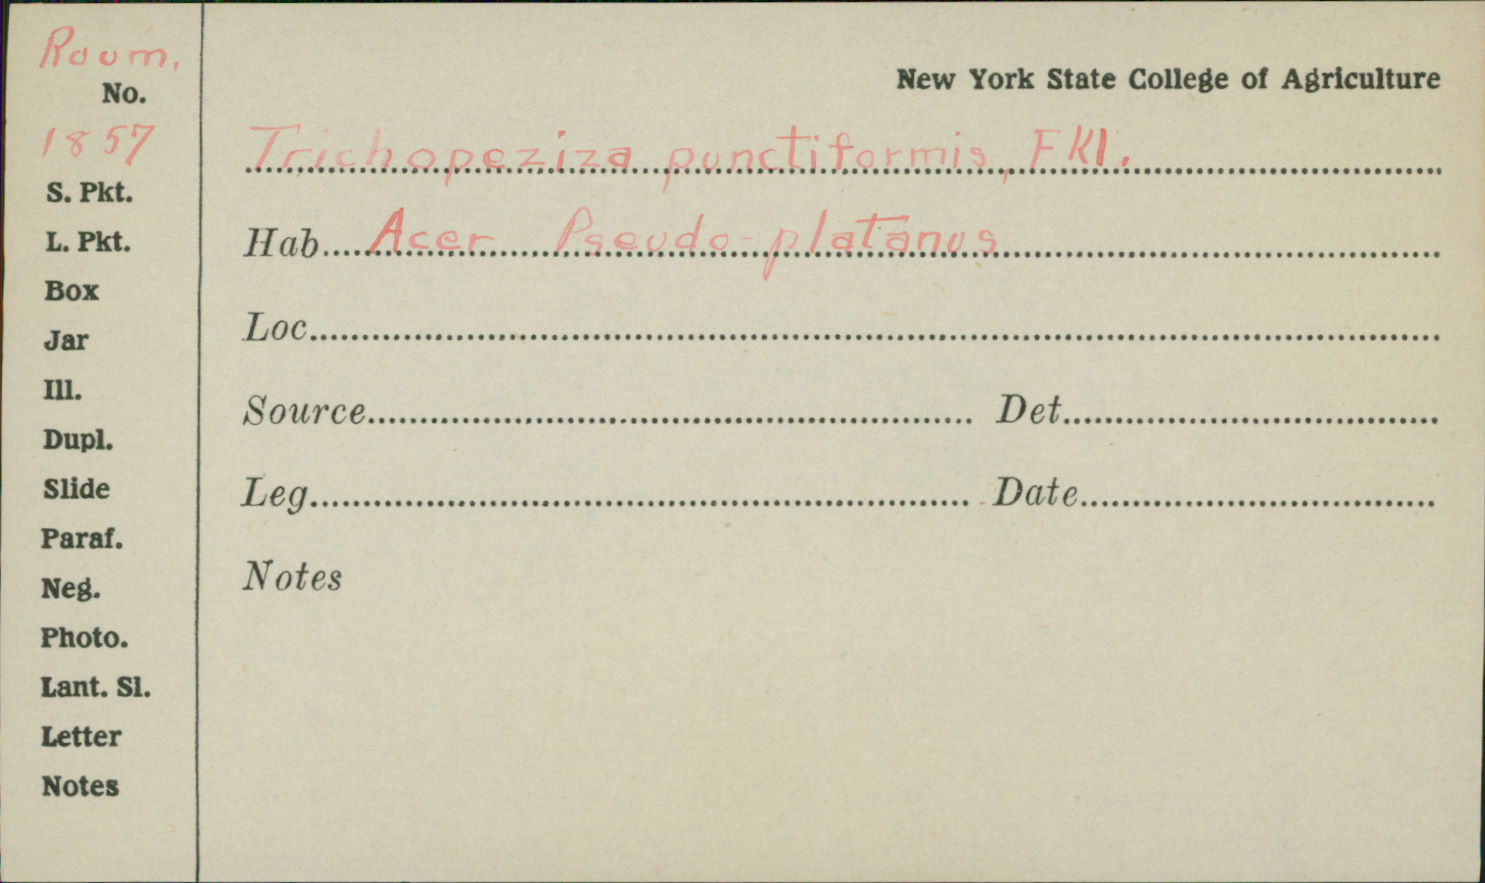 Roum.
No.
1857
S. Pkt.
L. Pkt.
Box
Jar
Ill.
Dupl.
Slide
Paraf.
Neg.
Photo.
Lant. Sl.
Letter
Notes
New York State College of Agriculture
Trichopeziza punctiformis, FKl.
Hab....Acer Pseudo-platanus
Loc
Source Det
Leg Date
Notes